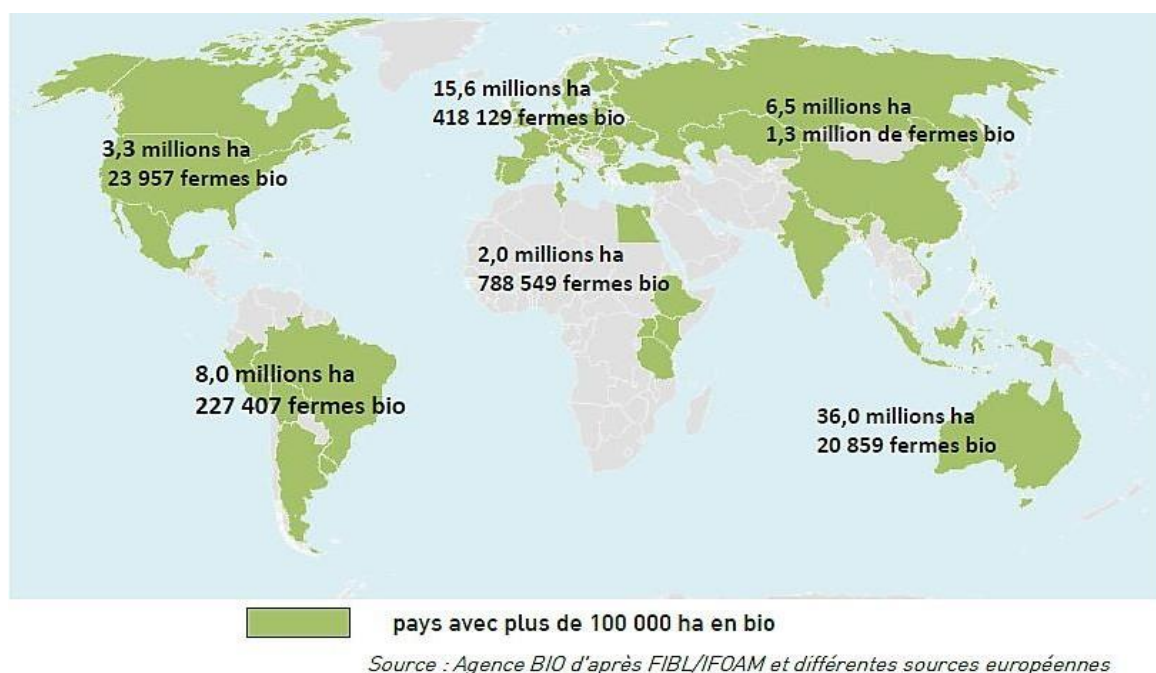 15,6 millions ha
418 129 fermes bio
6,5 millions ha
1,3 million de fermes bio
3,3 millions ha
23 957 fermes bio
2,0 millions ha
788 549 fermes bio
8,0 millions ha
227 407 fermes bio
36,0 millions ha
20 859 fermes bio
pays avec plus de 100 000 ha en bio
Source : Agence BIO d'après FIBL/IFOAM et différentes sources européennes